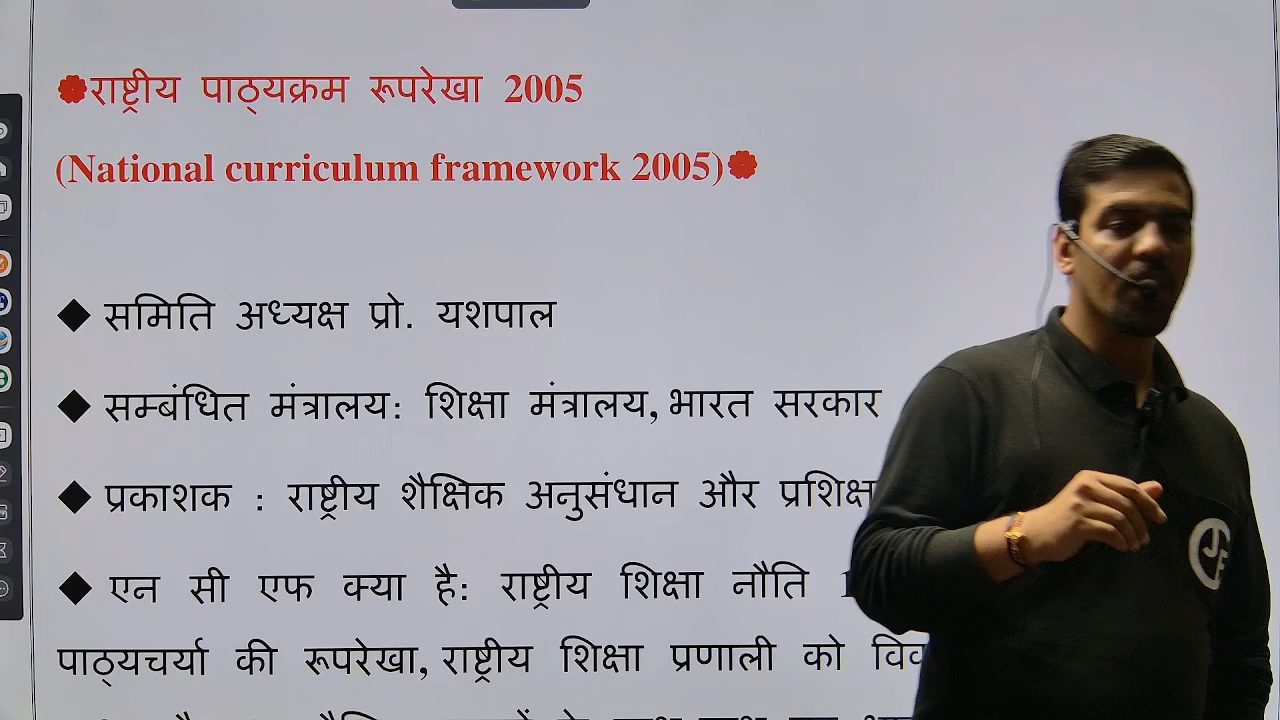 राष्ट्रीय पाठ्यक्रम रूपरेखा 2005
(National curriculum framework 2005)
◆ समिति अध्यक्ष प्रो. यशपाल
◆ सम्बंधित मंत्रालय: शिक्षा मंत्रालय, भारत सरकार
◆ प्रकाशक : राष्ट्रीय शैक्षिक अनुसंधान और
◆ एन सी एफ क्या है: राष्ट्रीय शिक्षा नौति
पाठ्यचर्या की रूपरेखा, राष्ट्रीय शिक्षा प्रणाली को